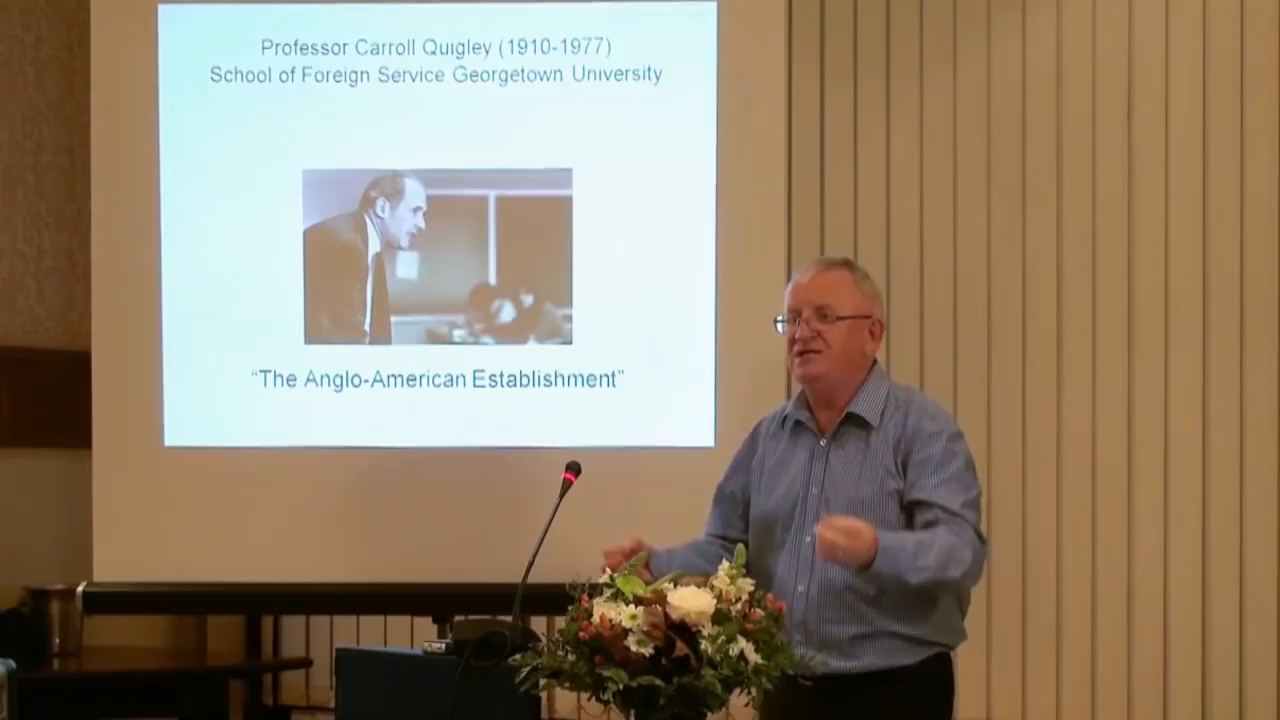 Professor Carroll Quigley (1910-1977)
School of Foreign Service Georgetown University
"The Anglo-American Establishment"